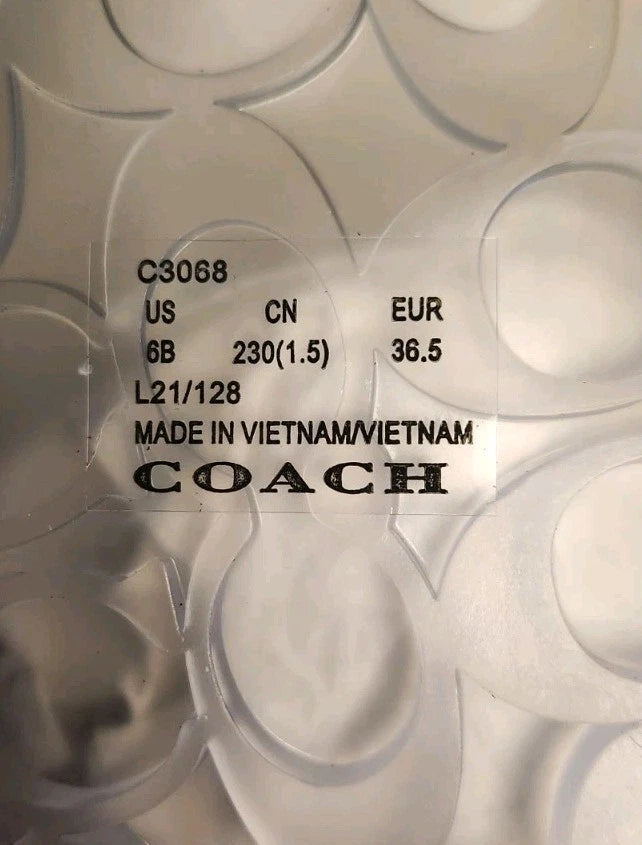 C3068
US CN EUR
6B 230(1.5) 36.5
L21/128
MADE IN VIETNAM/VIETNAM
COACH